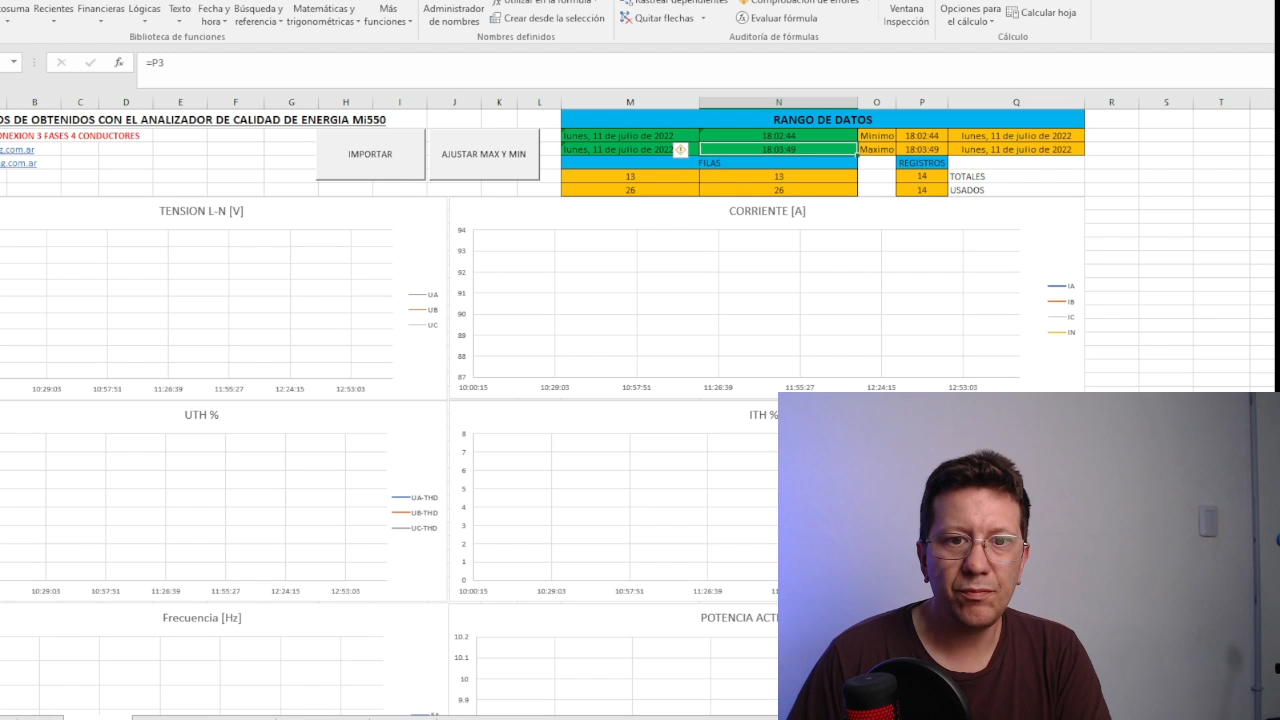 Recientes Financieras Lógicas Texto Fecha y hora Búsqueda y referencia Matemáticas y trigonométricas Más funciones
Biblioteca de funciones
Administrador de nombres
Crear desde la selección
Nombres definidos
Quitar flechas
Evaluar fórmula
Auditoría de fórmulas
Ventana Inspección
Opciones para el cálculo
Calcular hoja
Cálculo
fx =P3
B C D E F G H I J K L M N O P Q R S T
OS DE OBTENIDOS CON EL ANALIZADOR DE CALIDAD DE ENERGIA Mi550
ONEXION 3 FASES 4 CONDUCTORES
g.com.ar
ng.com.ar
IMPORTAR
AJUSTAR MAX Y MIN
RANGO DE DATOS
lunes, 11 de julio de 2022 18:02:44 Minimo 18:02:44 lunes, 11 de julio de 2022
lunes, 11 de julio de 2022 18:03:49 Maximo 18:03:49 lunes, 11 de julio de 2022
FILAS REGISTROS
13 13 14 TOTALES
26 26 14 USADOS
TENSION L-N [V]
UA
UB
UC
10:29:03 10:57:51 11:26:39 11:55:27 12:24:15 12:53:03
CORRIENTE [A]
94
93
92
91
90
89
88
87
IA
IB
IC
IN
10:00:15 10:29:03 10:57:51 11:26:39 11:55:27 12:24:15 12:53:03
UTH %
UA-THD
UB-THD
UC-THD
10:29:03 10:57:51 11:26:39 11:55:27 12:24:15 12:53:03
ITH %
8
7
6
5
4
3
2
1
0
10:00:15 10:29:03 10:57:51 11:26:39
Frecuencia [Hz]
POTENCIA ACTI
10.2
10.1
10
9.9